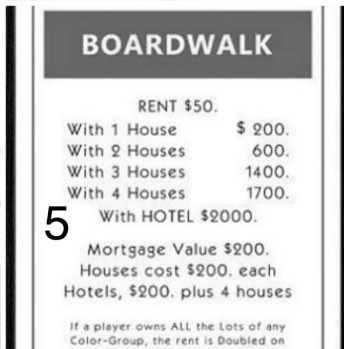 BOARDWALK
RENT $50.
With 1 House $ 200.
With 2 Houses 600.
With 3 Houses 1400.
With 4 Houses 1700.
5 With HOTEL $2000.
Mortgage Value $200.
Houses cost $200. each
Hotels, $200. plus 4 houses
If a player owns ALL the Lots of any
Color-Group, the rent is Doubled on